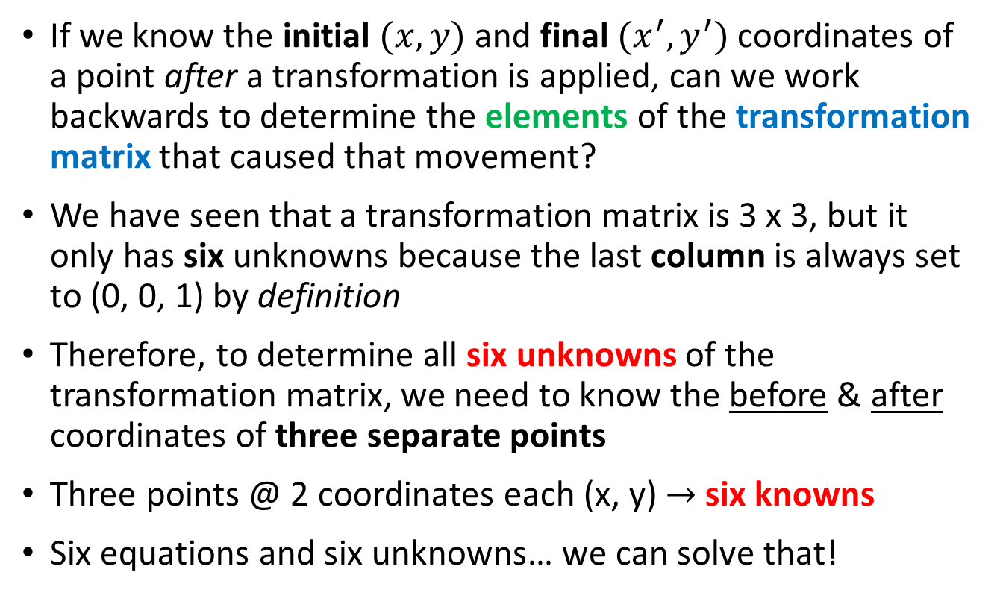 • If we know the initial (x, y) and final (x′, y′) coordinates of
a point after a transformation is applied, can we work
backwards to determine the elements of the transformation
matrix that caused that movement?
• We have seen that a transformation matrix is 3 x 3, but it
only has six unknowns because the last column is always set
to (0, 0, 1) by definition
• Therefore, to determine all six unknowns of the
transformation matrix, we need to know the before & after
coordinates of three separate points
• Three points @ 2 coordinates each (x, y) → six knowns
• Six equations and six unknowns… we can solve that!